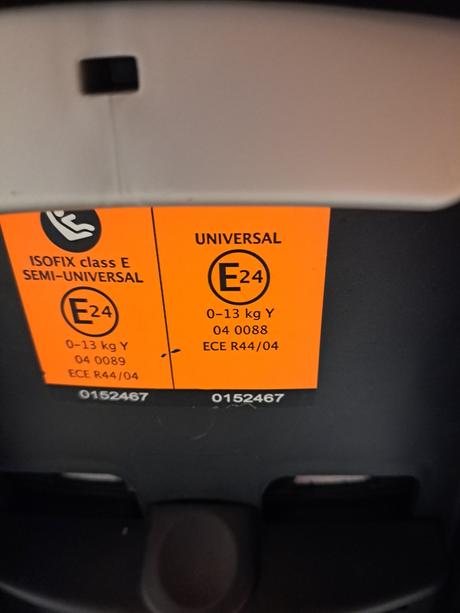 ISOFIX class E
SEMI-UNIVERSAL
E24
0-13 kg Y
04 0089
ECE R44/04
0152467
UNIVERSAL
E24
0-13 kg Y
04 0088
ECE R44/04
0152467